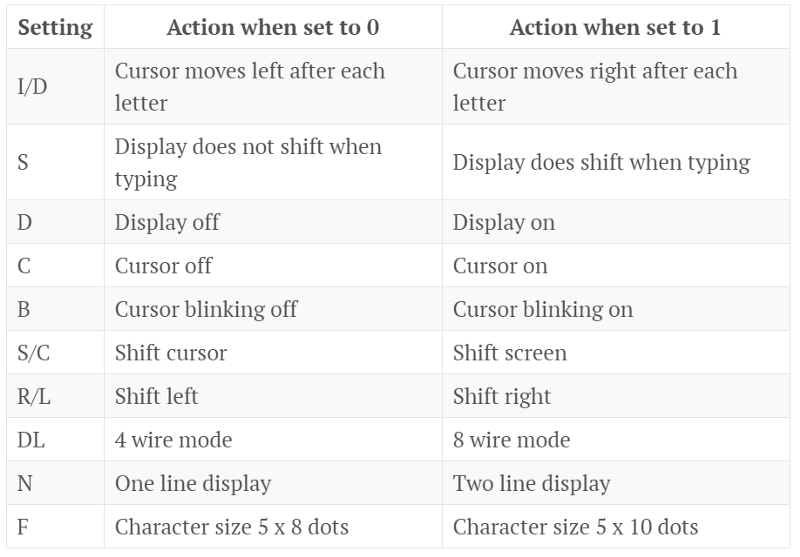 Setting Action when set to 0 Action when set to 1
I/D Cursor moves left after each letter Cursor moves right after each letter
S Display does not shift when typing Display does shift when typing
D Display off Display on
C Cursor off Cursor on
B Cursor blinking off Cursor blinking on
S/C Shift cursor Shift screen
R/L Shift left Shift right
DL 4 wire mode 8 wire mode
N One line display Two line display
F Character size 5 x 8 dots Character size 5 x 10 dots